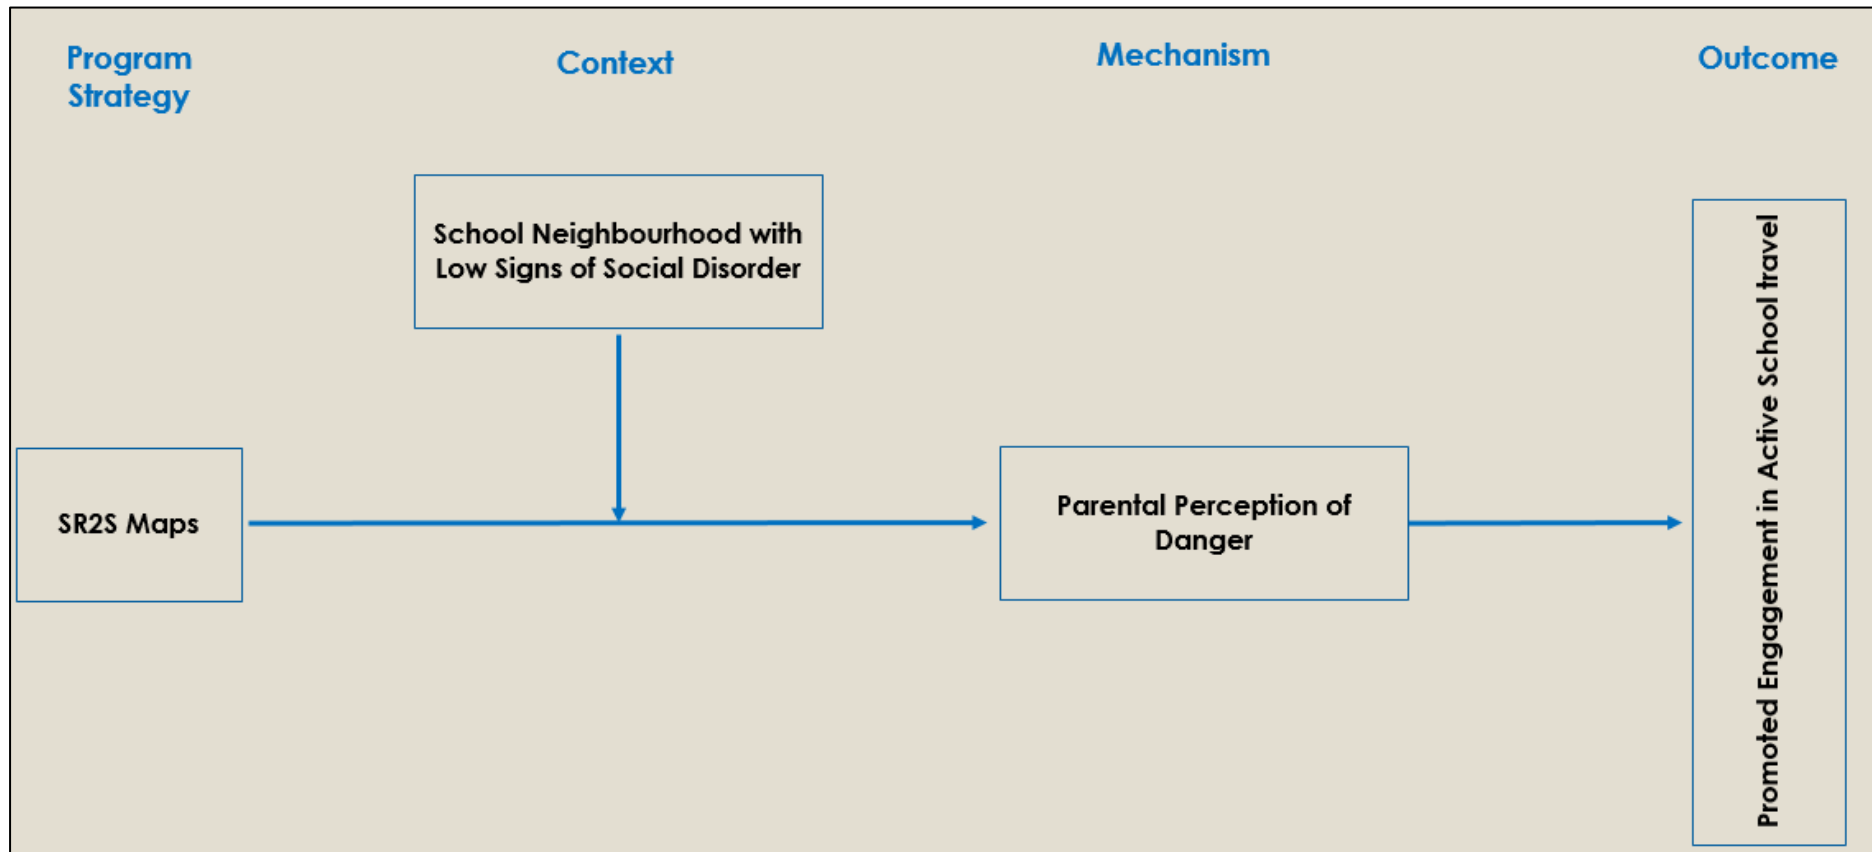 Program
Strategy
Context
Mechanism
Outcome
School Neighbourhood with
Low Signs of Social Disorder
SR2S Maps
Parental Perception of
Danger
Promoted Engagement in Active School travel